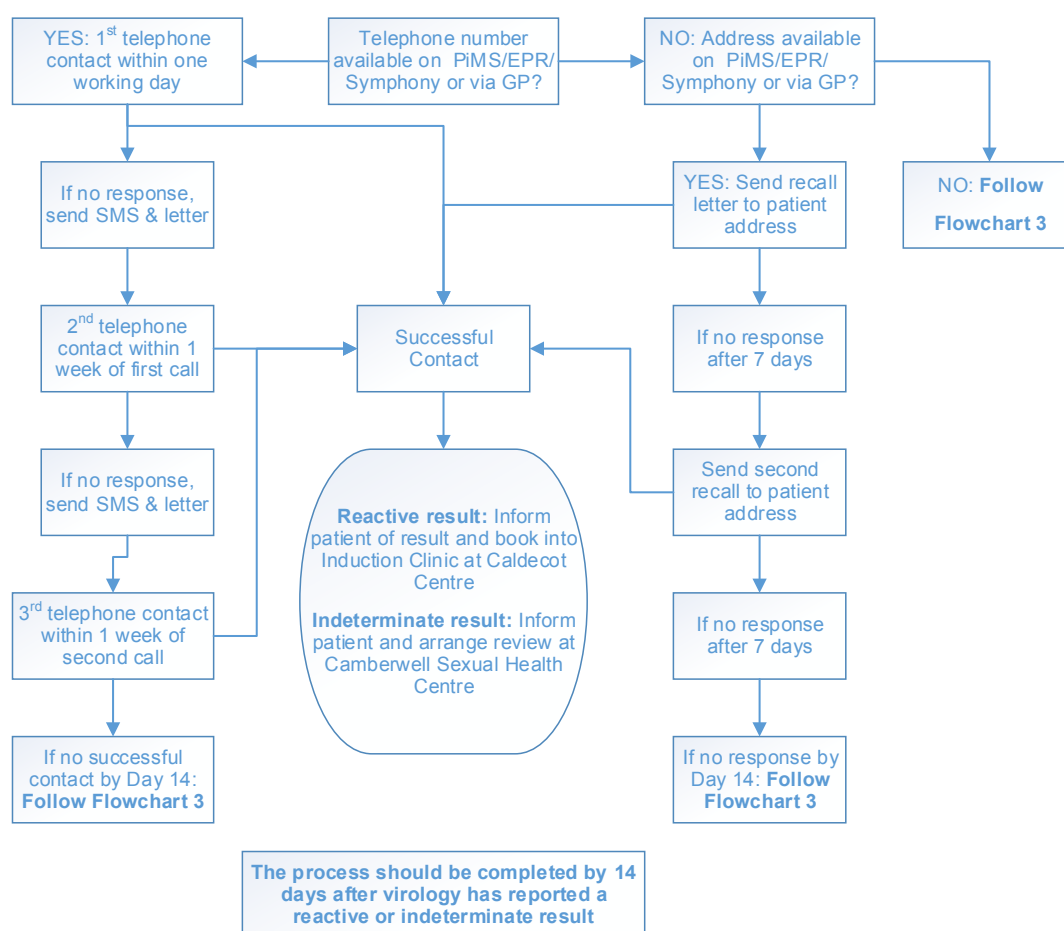 YES: 1st telephone
contact within one
working day
Telephone number
available on PiMS/EPR/
Symphony or via GP?
NO: Address available
on PiMS/EPR/
Symphony or via GP?
If no response,
send SMS & letter
YES: Send recall
letter to patient
address
NO: Follow
Flowchart 3
2nd telephone
contact within 1
week of first call
Successful
Contact
If no response
after 7 days
If no response,
send SMS & letter
Reactive result: Inform
patient of result and book into
Induction Clinic at Caldecot
Centre
Indeterminate result: Inform
patient and arrange review at
Camberwell Sexual Health
Centre
Send second
recall to patient
address
3rd telephone contact
within 1 week of
second call
If no response
after 7 days
If no successful
contact by Day 14:
Follow Flowchart 3
If no response by
Day 14: Follow
Flowchart 3
The process should be completed by 14
days after virology has reported a
reactive or indeterminate result